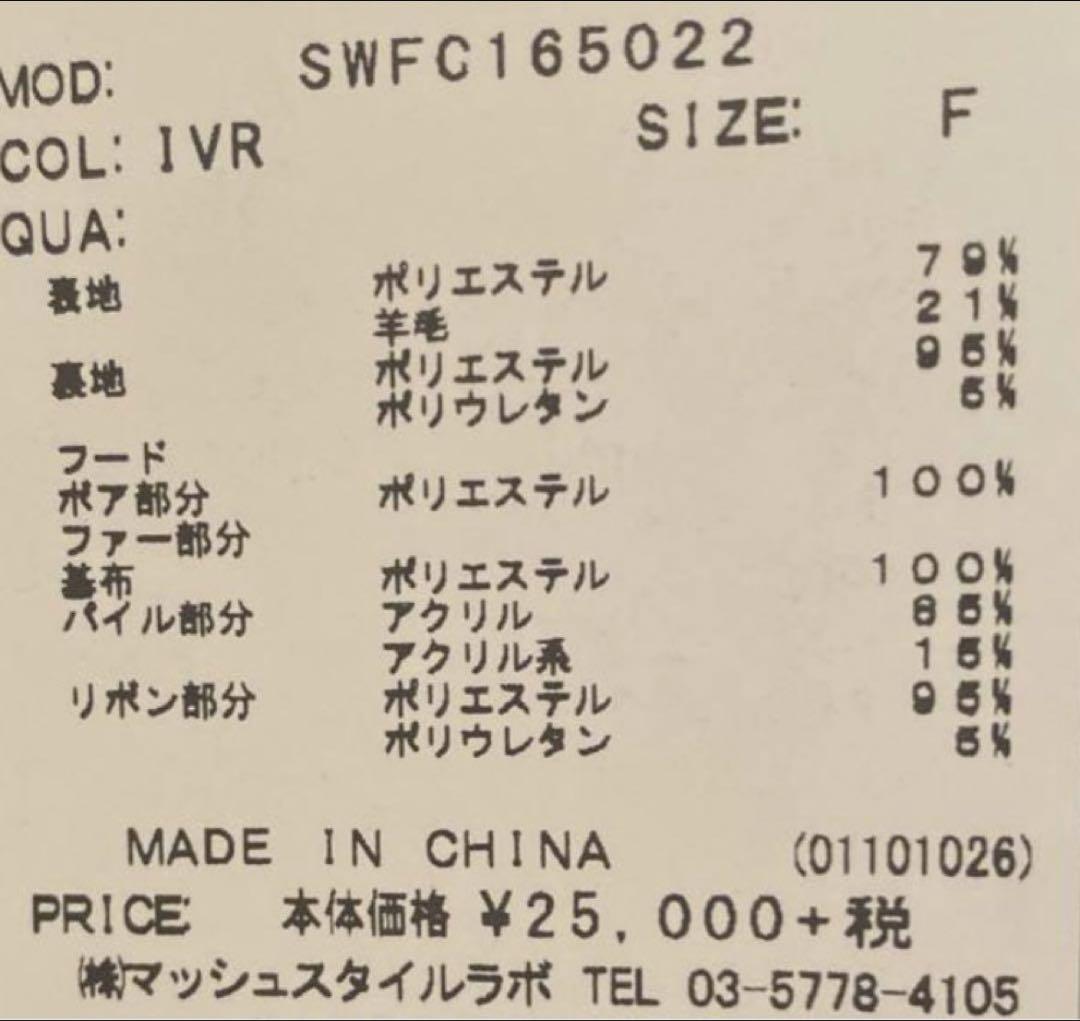 MOD: SWFC165022
COL: IVR SIZE: F
QUA:
表地 ポリエステル 79%
羊毛 21%
裏地 ポリエステル 95%
ポリウレタン 5%
フード
ボア部分 ポリエステル 100%
ファー部分
基布 ポリエステル 100%
パイル部分 アクリル 85%
アクリル系 15%
リボン部分 ポリエステル 95%
ポリウレタン 5%
MADE IN CHINA (01101026)
PRICE: 本体価格 ¥25,000+税
㈱マッシュスタイルラボ TEL 03-5778-4105